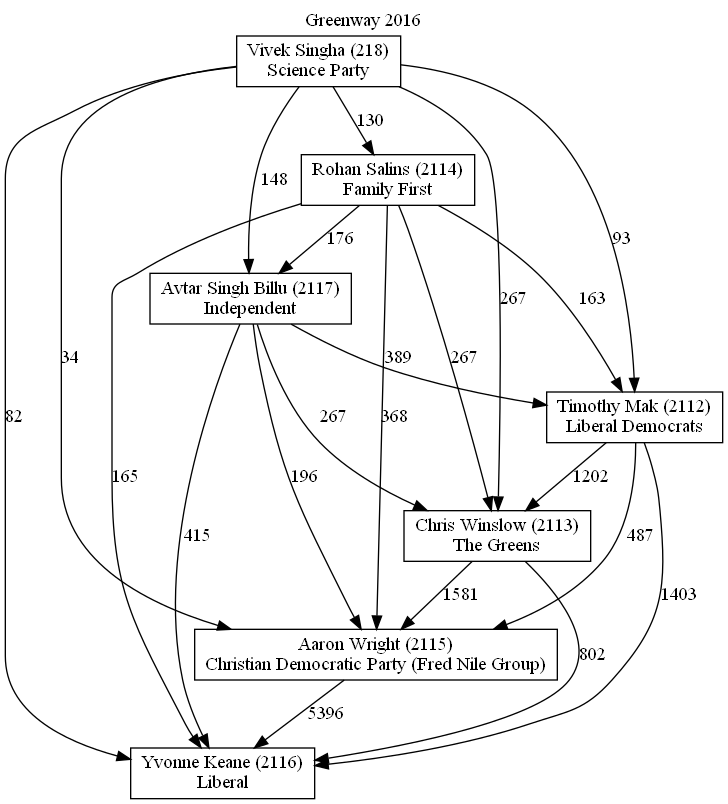 Greenway 2016
Vivek Singha (218)
Science Party
130
Rohan Salins (2114)
Family First
148
176
93
Avtar Singh Billu (2117)
Independent
267
163
34
389
267
Timothy Mak (2112)
Liberal Democrats
82
267
368
165
196
1202
Chris Winslow (2113)
The Greens
415
487
1581
1403
Aaron Wright (2115)
Christian Democratic Party (Fred Nile Group)
802
5396
Yvonne Keane (2116)
Liberal